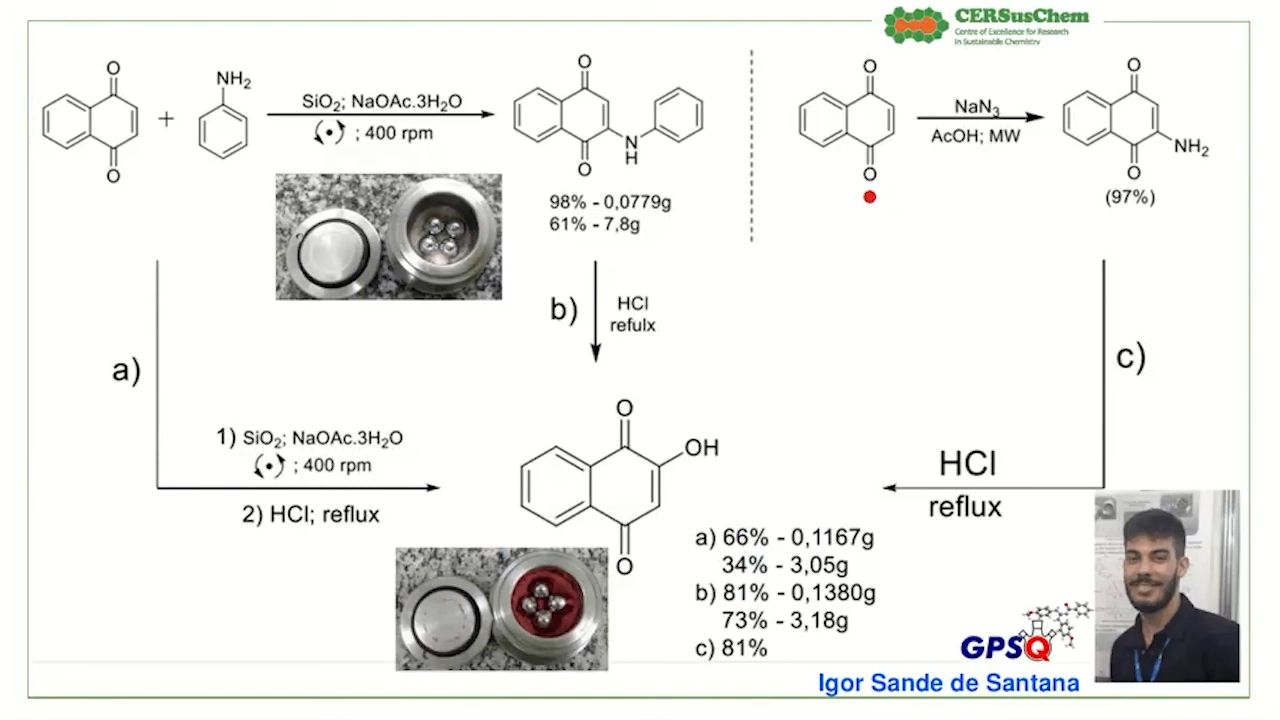 CERSusChem
Centre of Excellence for Research
in Sustainable Chemistry
O
O
+
NH₂
SiO₂; NaOAc.3H₂O
; 400 rpm
O
O
N
H
98% - 0,0779g
61% - 7,8g
O
O
NaN₃
AcOH; MW
O
O
NH₂
(97%)
a)
b)
HCl
refulx
c)
1) SiO₂; NaOAc.3H₂O
; 400 rpm
2) HCl; reflux
O
OH
O
HCl
reflux
a) 66% - 0,1167g
34% - 3,05g
b) 81% - 0,1380g
73% - 3,18g
c) 81%
GPSQ
Igor Sande de Santana